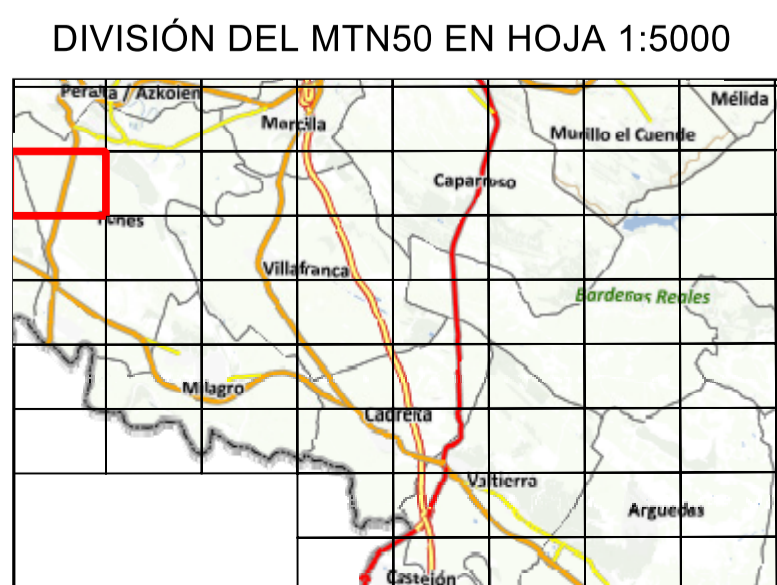 DIVISIÓN DEL MTN50 EN HOJA 1:5000
Peralta / Azkoien
Mélida
Marcilla
Murillo el Cuende
Caparroso
Funes
Villafranca
Bardenas Reales
Milagro
Cadreita
Valtierra
Arguedas
Castejón